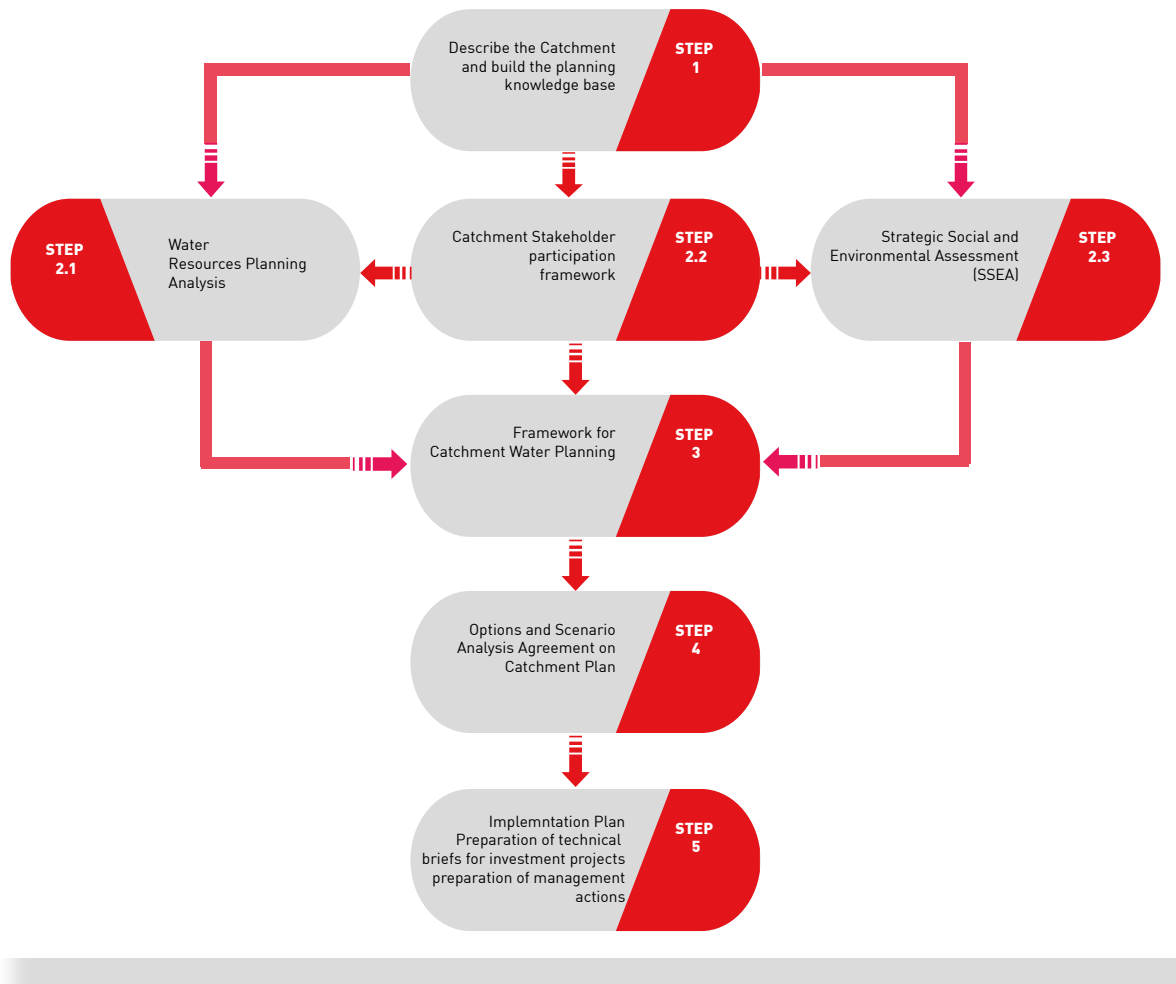 Describe the Catchment
and build the planning
knowledge base
STEP
1
STEP
2.1
Water
Resources Planning
Analysis
Catchment Stakeholder
participation
framework
STEP
2.2
Strategic Social and
Environmental Assessment
(SSEA)
STEP
2.3
Framework for
Catchment Water Planning
STEP
3
Options and Scenario
Analysis Agreement on
Catchment Plan
STEP
4
Implemntation Plan
Preparation of technical
briefs for investment projects
preparation of management
actions
STEP
5